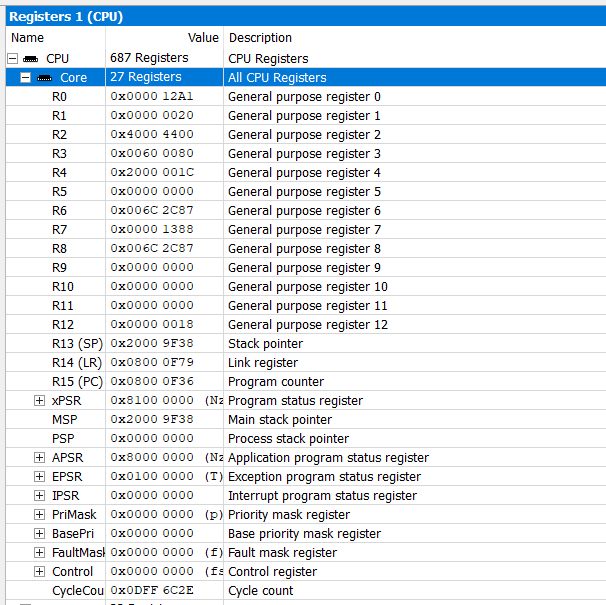 Registers 1 (CPU)
Name Value Description
CPU 687 Registers CPU Registers
Core 27 Registers All CPU Registers
R0 0x0000 12A1 General purpose register 0
R1 0x0000 0020 General purpose register 1
R2 0x4000 4400 General purpose register 2
R3 0x0060 0080 General purpose register 3
R4 0x2000 001C General purpose register 4
R5 0x0000 0000 General purpose register 5
R6 0x006C 2C87 General purpose register 6
R7 0x0000 1388 General purpose register 7
R8 0x006C 2C87 General purpose register 8
R9 0x0000 0000 General purpose register 9
R10 0x0000 0000 General purpose register 10
R11 0x0000 0000 General purpose register 11
R12 0x0000 0018 General purpose register 12
R13 (SP) 0x2000 9F38 Stack pointer
R14 (LR) 0x0800 0F79 Link register
R15 (PC) 0x0800 0F36 Program counter
xPSR 0x8100 0000 (Nz Program status register
MSP 0x2000 9F38 Main stack pointer
PSP 0x0000 0000 Process stack pointer
APSR 0x8000 0000 (Nz Application program status register
EPSR 0x0100 0000 (T) Exception program status register
IPSR 0x0000 0000 Interrupt program status register
PriMask 0x0000 0000 (p) Priority mask register
BasePri 0x0000 0000 Base priority mask register
FaultMask 0x0000 0000 (f) Fault mask register
Control 0x0000 0000 (fs Control register
CycleCou 0x0DFF 6C2E Cycle count